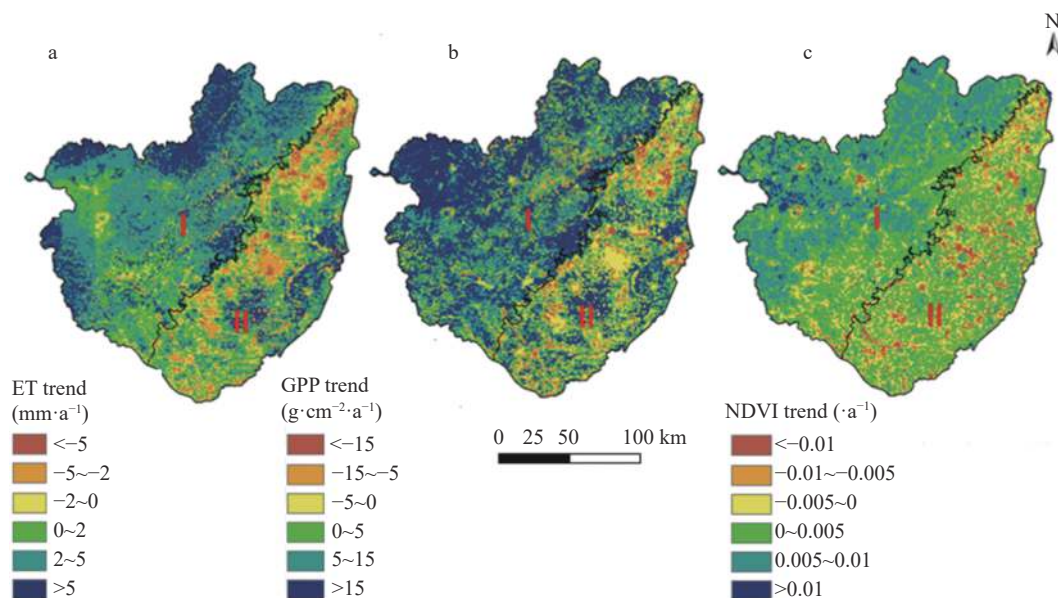 N
a
b
c
I
II
I
II
I
II
ET trend
(mm·a⁻¹)
<−5
−5~−2
−2~0
0~2
2~5
>5
GPP trend
(g·cm⁻²·a⁻¹)
<−15
−15~−5
−5~0
0~5
5~15
>15
0 25 50 100 km
NDVI trend (·a⁻¹)
<−0.01
−0.01~−0.005
−0.005~0
0~0.005
0.005~0.01
>0.01